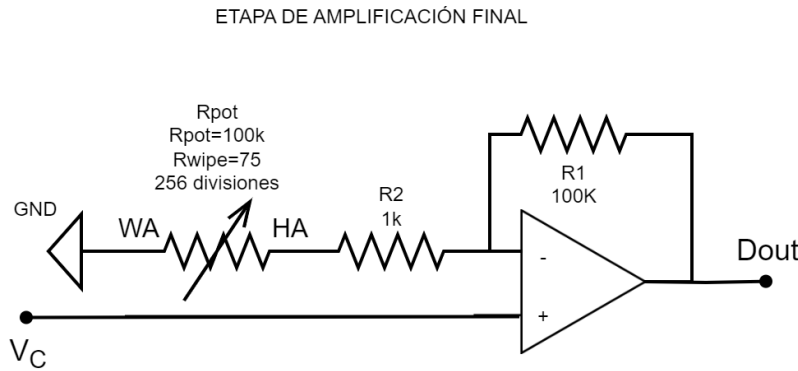 ETAPA DE AMPLIFICACIÓN FINAL
Rpot
Rpot=100k
Rwipe=75
256 divisiones
R1
100K
R2
1k
GND
WA
HA
-
+
Dout
VC